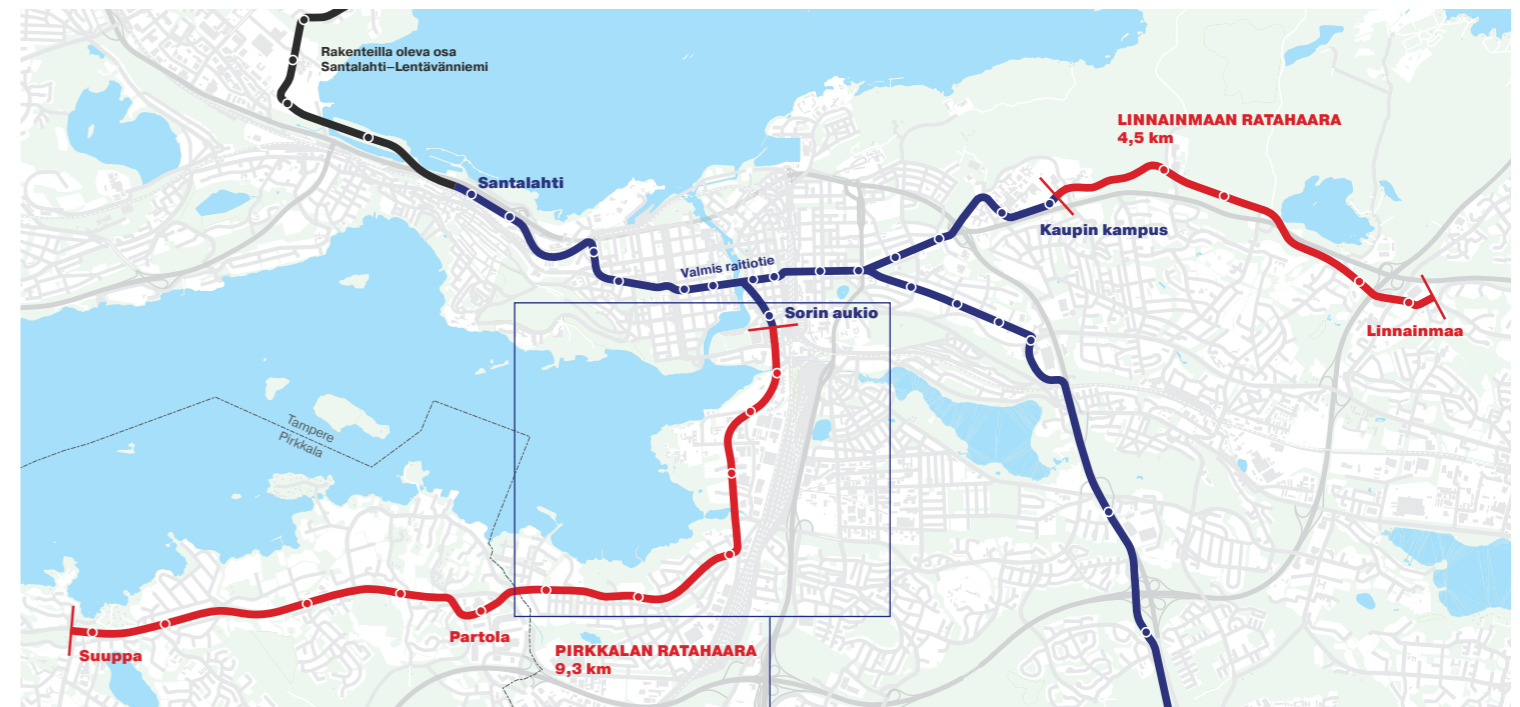 Rakenteilla oleva osa
Santalahti–Lentävänniemi
LINNAINMAAN RATAHAARA
4,5 km
Santalahti
Kaupin kampus
Valmis raitiotie
Sorin aukio
Linnainmaa
Tampere
Pirkkala
Partola
Suuppa
PIRKKALAN RATAHAARA
9,3 km